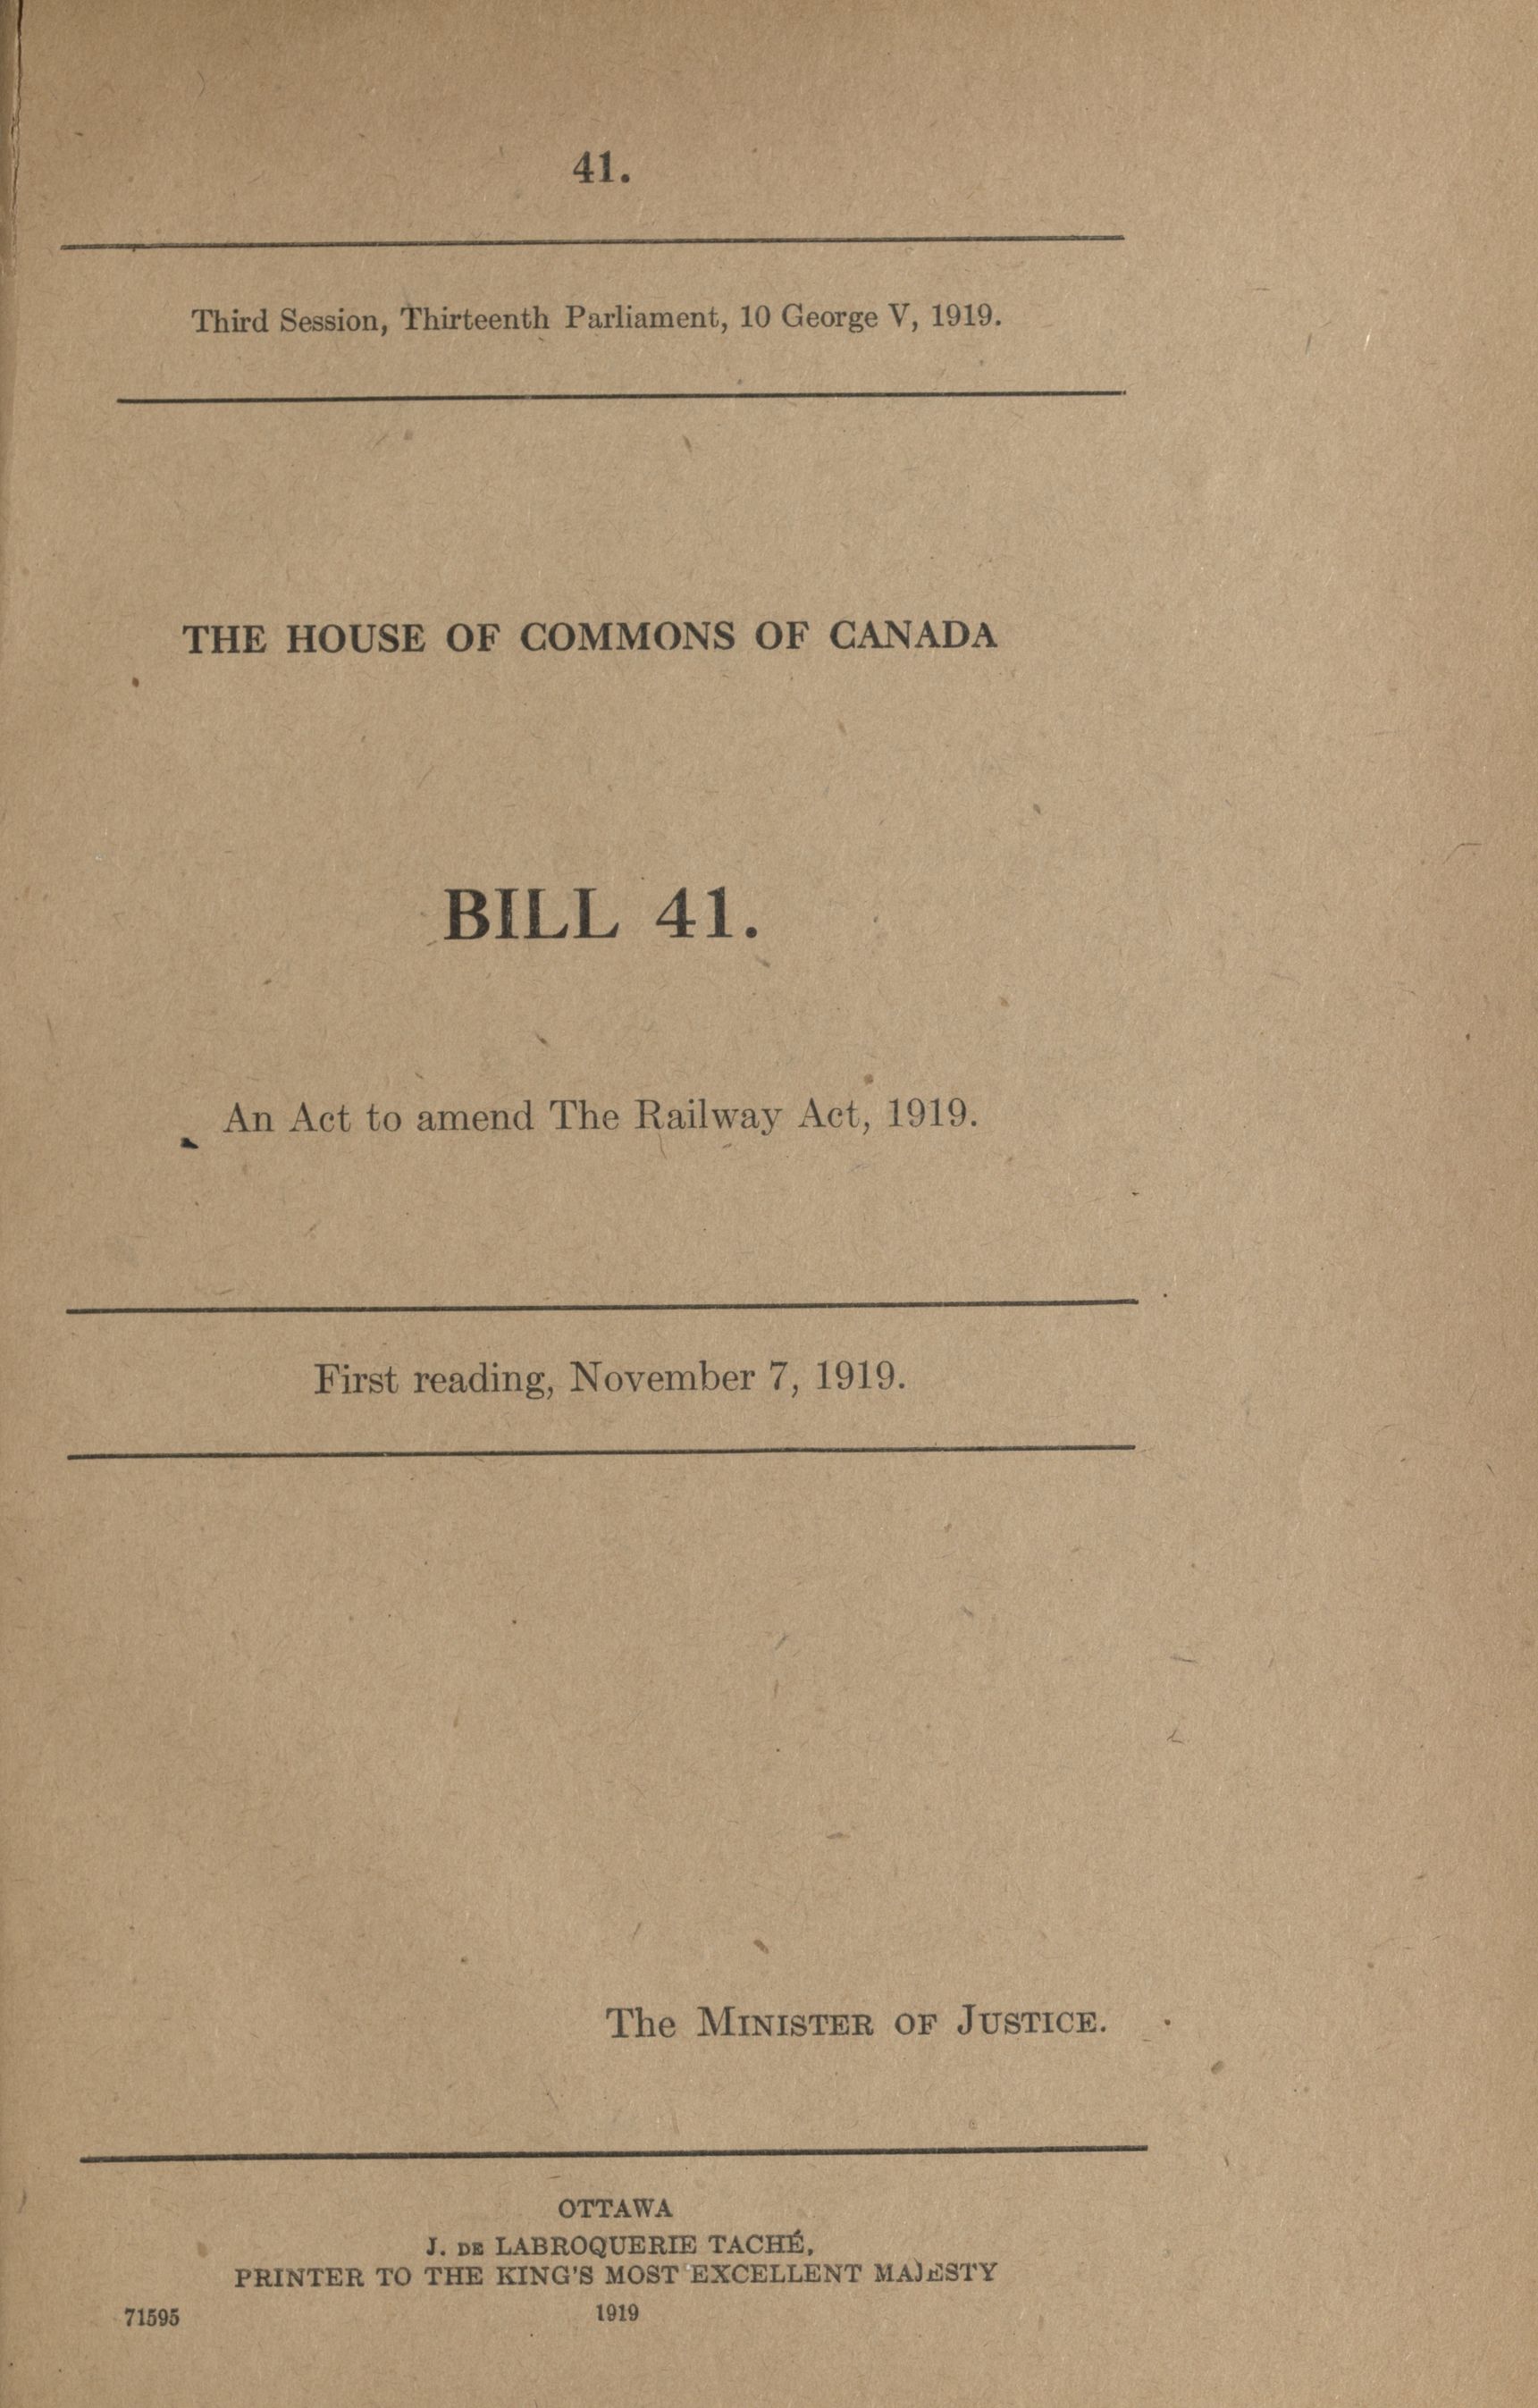 41.
Third Session, Thirteenth Parliament, 10 George V, 1919.
THE HOUSE OF COMMONS OF CANADA
BILL 41.
An Act to amend The Railway Act, 1919.
First reading, November 7, 1919.
The MINISTER OF JUSTICE.
OTTAWA
J. DE LABROQUERIE TACHÉ,
PRINTER TO THE KING'S MOST EXCELLENT MAJESTY
71595 1919